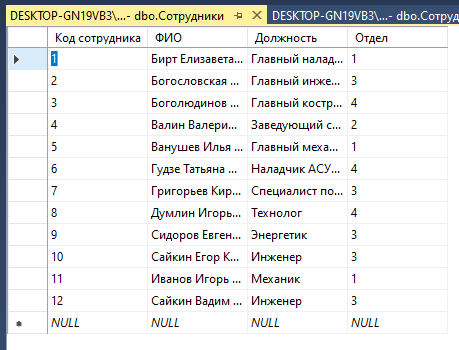 DESKTOP-GN19VB3\...- dbo.Сотрудники DESKTOP-GN19VB3\...- dbo.Сотруд
Код сотрудника ФИО Должность Отдел
1 Бирт Елизавета... Главный налад... 1
2 Богословская ... Главный инже... 3
3 Боголюдинов ... Главный костр... 4
4 Валин Валери... Заведующий с... 2
5 Ванушев Илья ... Главный меха... 1
6 Гудзе Татьяна ... Наладчик АСУ... 4
7 Григорьев Кир... Специалист по... 3
8 Думлин Игорь... Технолог 4
9 Сидоров Евген... Энергетик 3
10 Сайкин Егор К... Инженер 3
11 Иванов Игорь ... Механик 1
12 Сайкин Вадим ... Инженер 3
NULL NULL NULL NULL